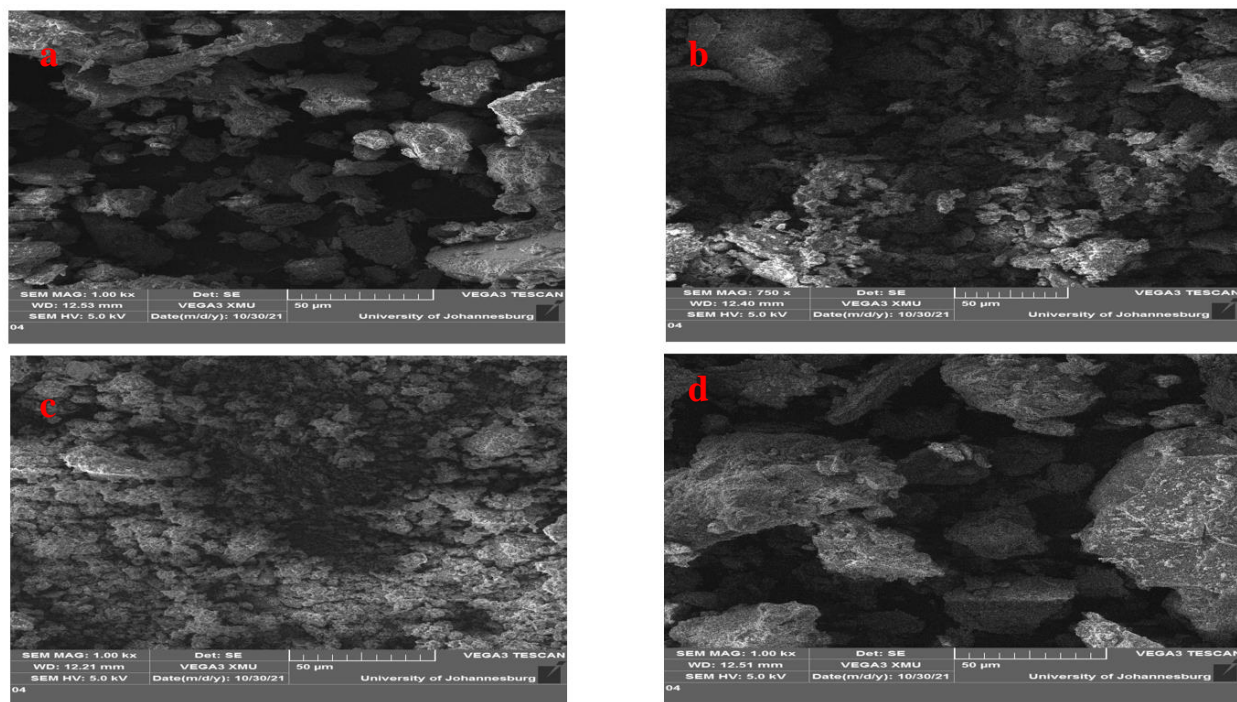 a
SEM MAG: 1.00 kx Det: SE VEGA3 TESCAN
WD: 12.53 mm VEGA3 XMU 50 µm
SEM HV: 5.0 kV Date(m/d/y): 10/30/21 University of Johannesburg
04
b
SEM MAG: 750 x Det: SE VEGA3 TESCAN
WD: 12.40 mm VEGA3 XMU 50 µm
SEM HV: 5.0 kV Date(m/d/y): 10/30/21 University of Johannesburg
04
c
SEM MAG: 1.00 kx Det: SE VEGA3 TESCAN
WD: 12.21 mm VEGA3 XMU 50 µm
SEM HV: 5.0 kV Date(m/d/y): 10/30/21 University of Johannesburg
04
d
SEM MAG: 1.00 kx Det: SE VEGA3 TESCAN
WD: 12.51 mm VEGA3 XMU 50 µm
SEM HV: 5.0 kV Date(m/d/y): 10/30/21 University of Johannesburg
04